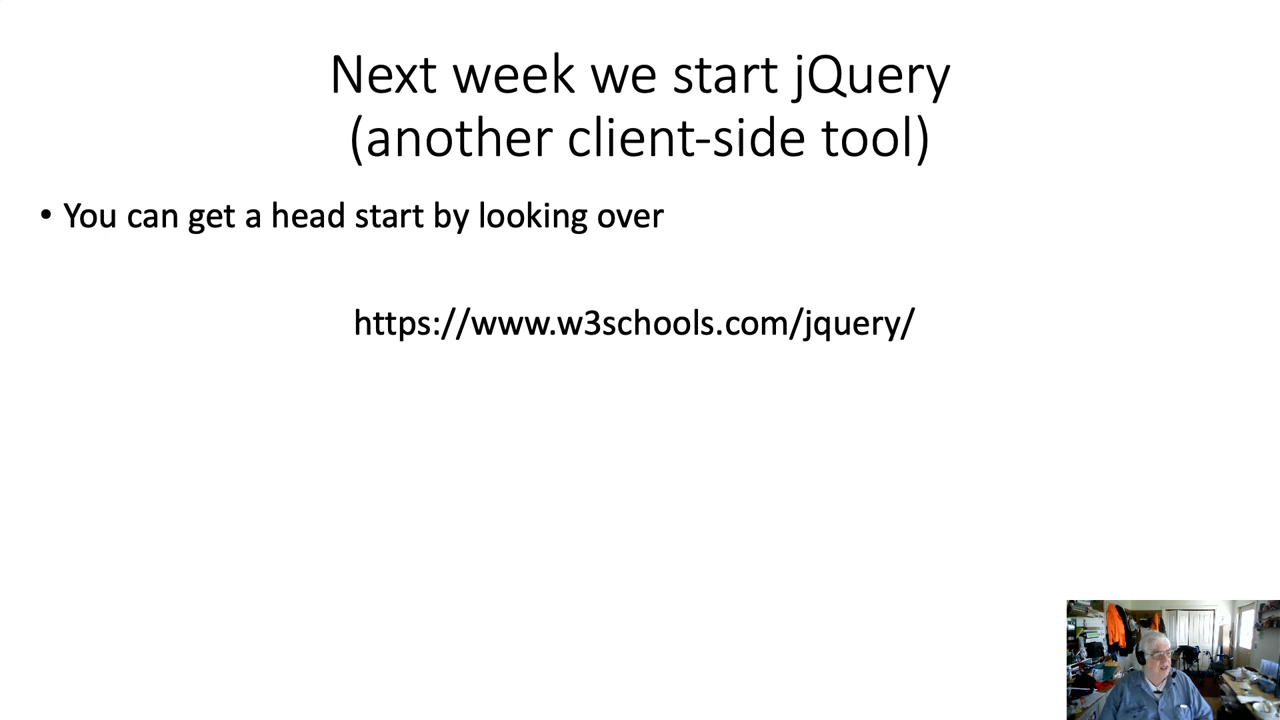 Next week we start jQuery
(another client-side tool)
• You can get a head start by looking over
https://www.w3schools.com/jquery/